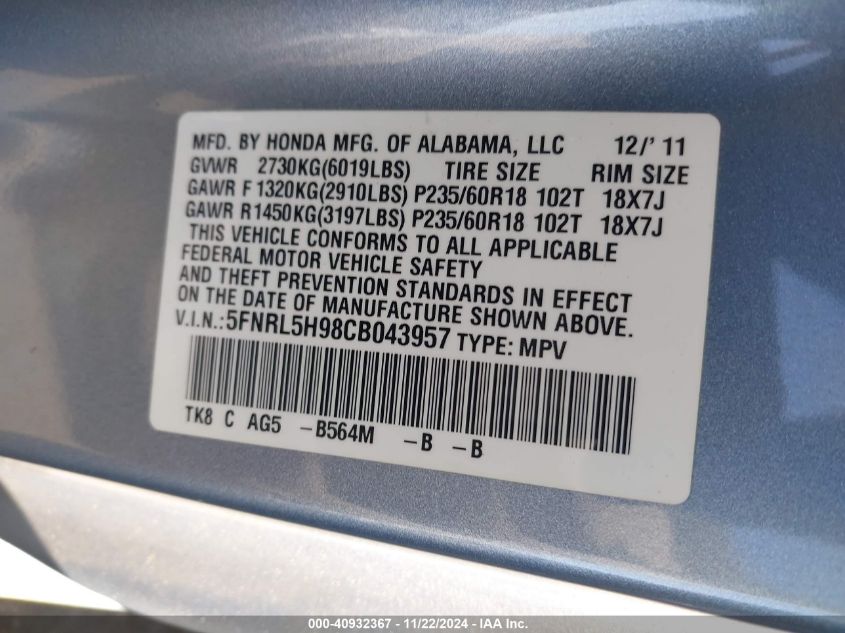 MFD. BY HONDA MFG. OF ALABAMA, LLC 12/' 11
GVWR 2730KG(6019LBS) TIRE SIZE RIM SIZE
GAWR F 1320KG(2910LBS) P235/60R18 102T 18X7J
GAWR R1450KG(3197LBS) P235/60R18 102T 18X7J
THIS VEHICLE CONFORMS TO ALL APPLICABLE
FEDERAL MOTOR VEHICLE SAFETY
AND THEFT PREVENTION STANDARDS IN EFFECT
ON THE DATE OF MANUFACTURE SHOWN ABOVE.
V.I.N.:5FNRL5H98CB043957 TYPE: MPV
TK8 C AG5 -B564M -B -B
000-40932367 - 11/22/2024 - 1722752 - Copart, Inc.